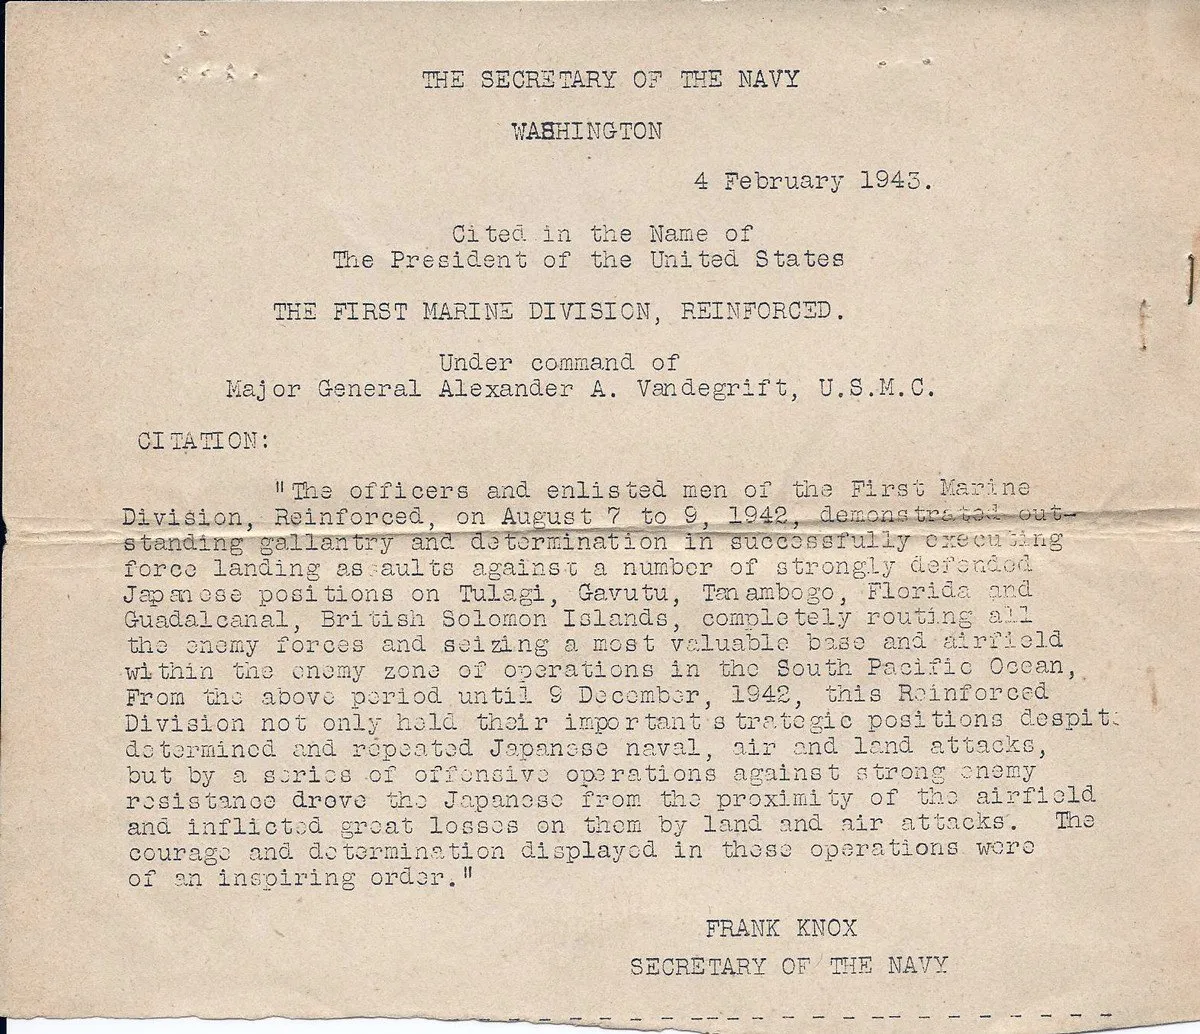 THE SECRETARY OF THE NAVY
WASHINGTON
4 February 1943.
Cited in the Name of
The President of the United States
THE FIRST MARINE DIVISION, REINFORCED.
Under command of
Major General Alexander A. Vandegrift, U.S.M.C.
CITATION:
"The officers and enlisted men of the First Marine
Division, Reinforced, on August 7 to 9, 1942, demonstrated out-
standing gallantry and determination in successfully executing
force landing assaults against a number of strongly defended
Japanese positions on Tulagi, Gavutu, Tanambogo, Florida and
Guadalcanal, British Solomon Islands, completely routing all
the enemy forces and seizing a most valuable base and airfield
within the enemy zone of operations in the South Pacific Ocean,
From the above period until 9 December, 1942, this Reinforced
Division not only held their important strategic positions despite
determined and repeated Japanese naval, air and land attacks,
but by a series of offensive operations against strong enemy
resistance drove the Japanese from the proximity of the airfield
and inflicted great losses on them by land and air attacks. The
courage and determination displayed in these operations were
of an inspiring order."
FRANK KNOX
SECRETARY OF THE NAVY